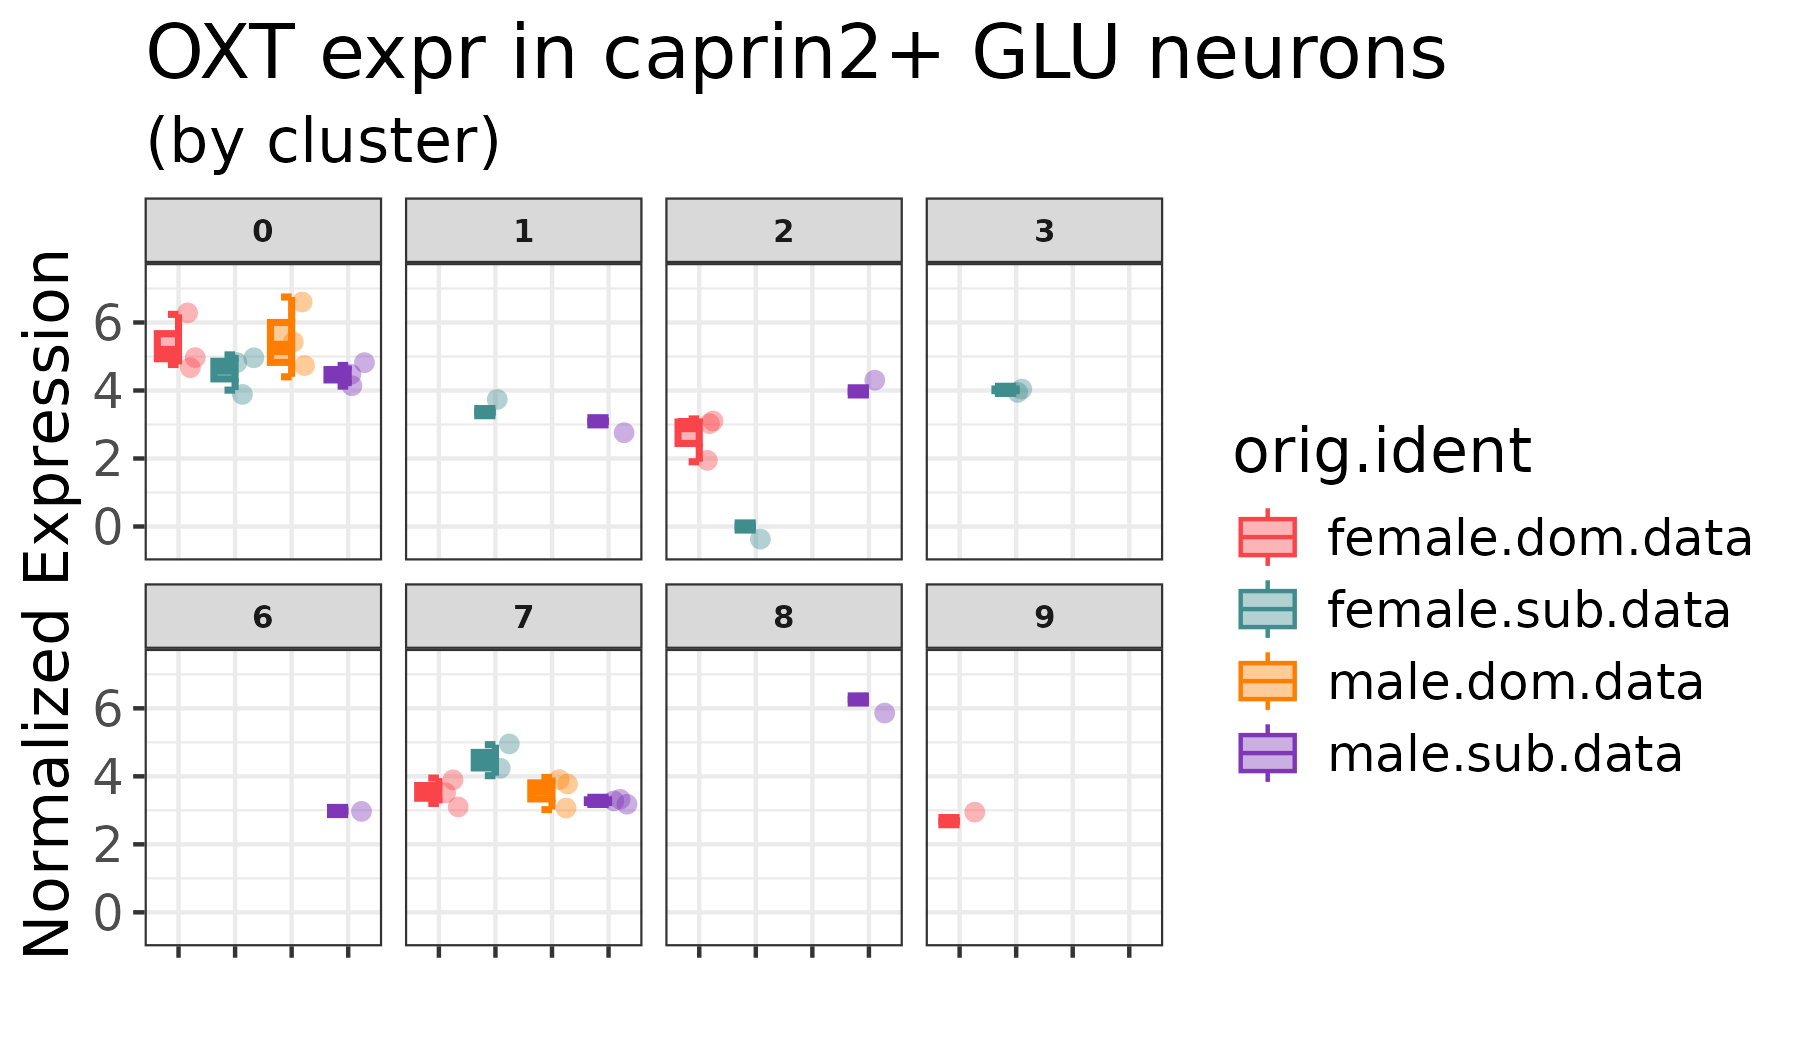 OXT expr in caprin2+ GLU neurons
(by cluster)
Normalized Expression
0 1 2 3
6
4
2
0
6 7 8 9
6
4
2
0
orig.ident
female.dom.data
female.sub.data
male.dom.data
male.sub.data